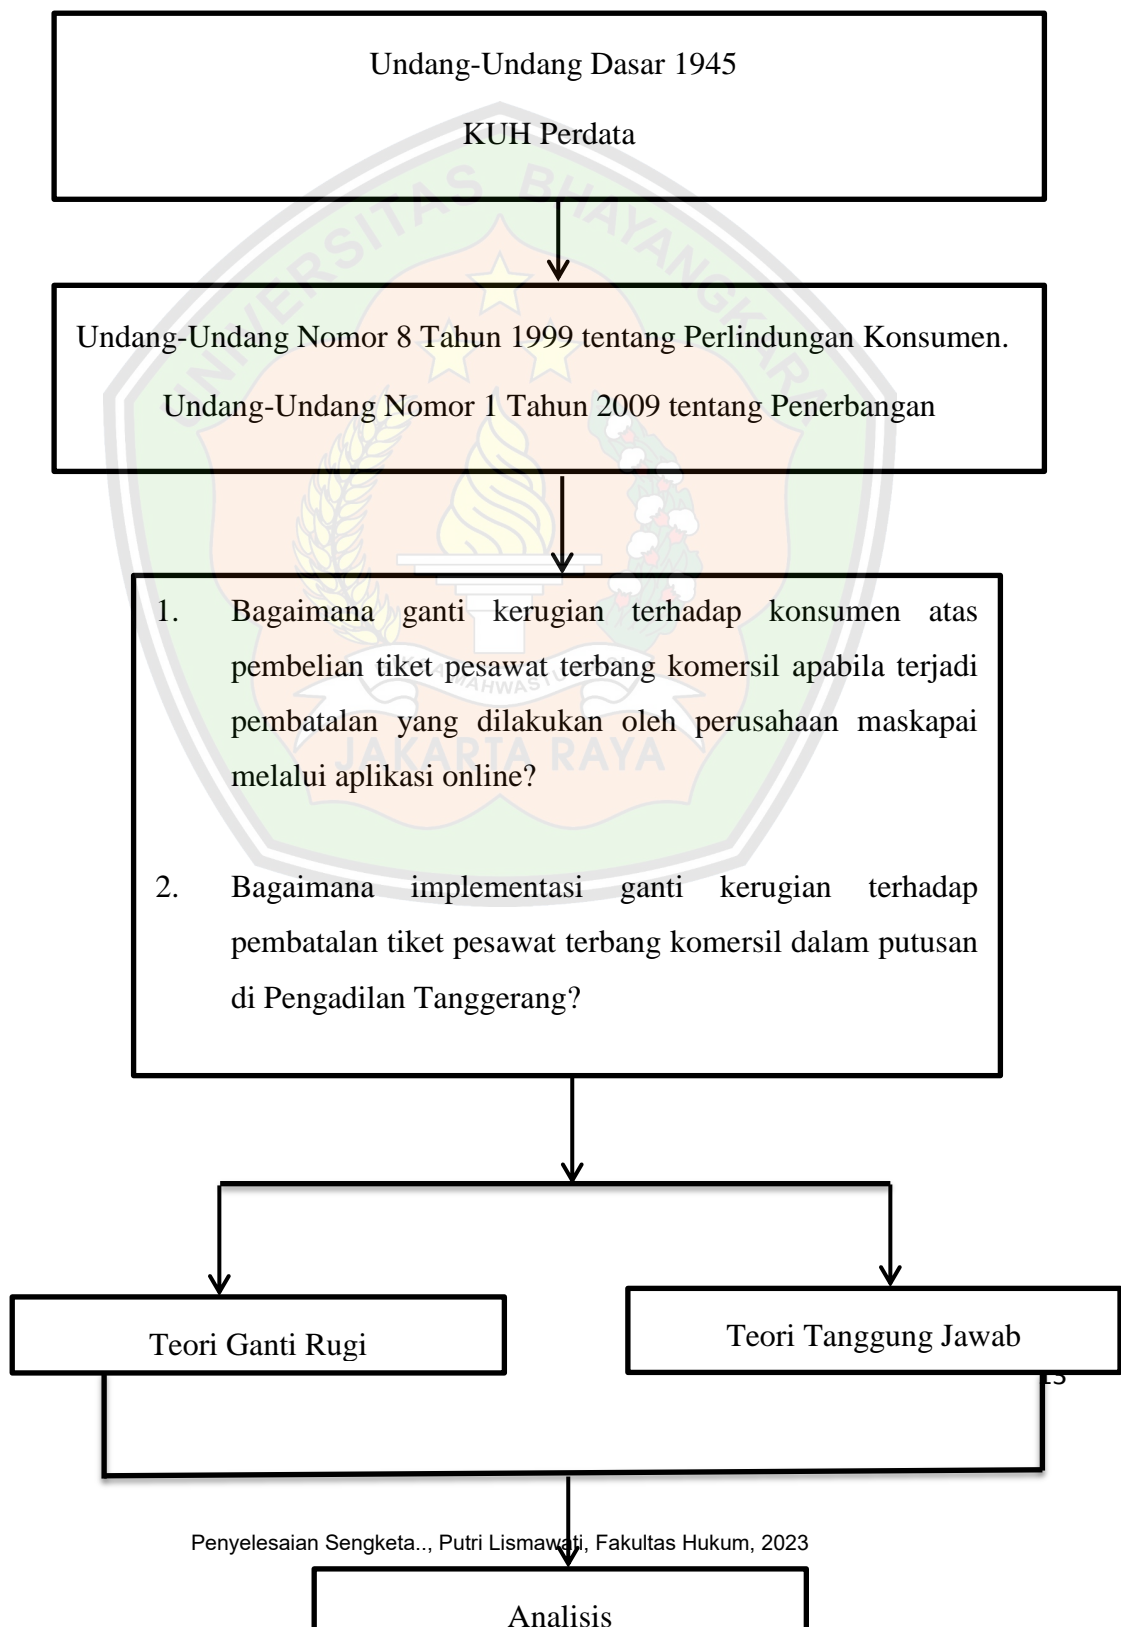 Undang-Undang Dasar 1945
KUH Perdata
UNIVERSITAS BHAYANGKARA
Undang-Undang Nomor 8 Tahun 1999 tentang Perlindungan Konsumen.
Undang-Undang Nomor 1 Tahun 2009 tentang Penerbangan
1. Bagaimana ganti kerugian terhadap konsumen atas
pembelian tiket pesawat terbang komersil apabila terjadi
pembatalan yang dilakukan oleh perusahaan maskapai
JAKARTA RAYA
melalui aplikasi online?
2. Bagaimana implementasi ganti kerugian terhadap
pembatalan tiket pesawat terbang komersil dalam putusan
di Pengadilan Tanggerang?
Teori Ganti Rugi
Teori Tanggung Jawab
Penyelesaian Sengketa.., Putri Lismawati, Fakultas Hukum, 2023
Analisis